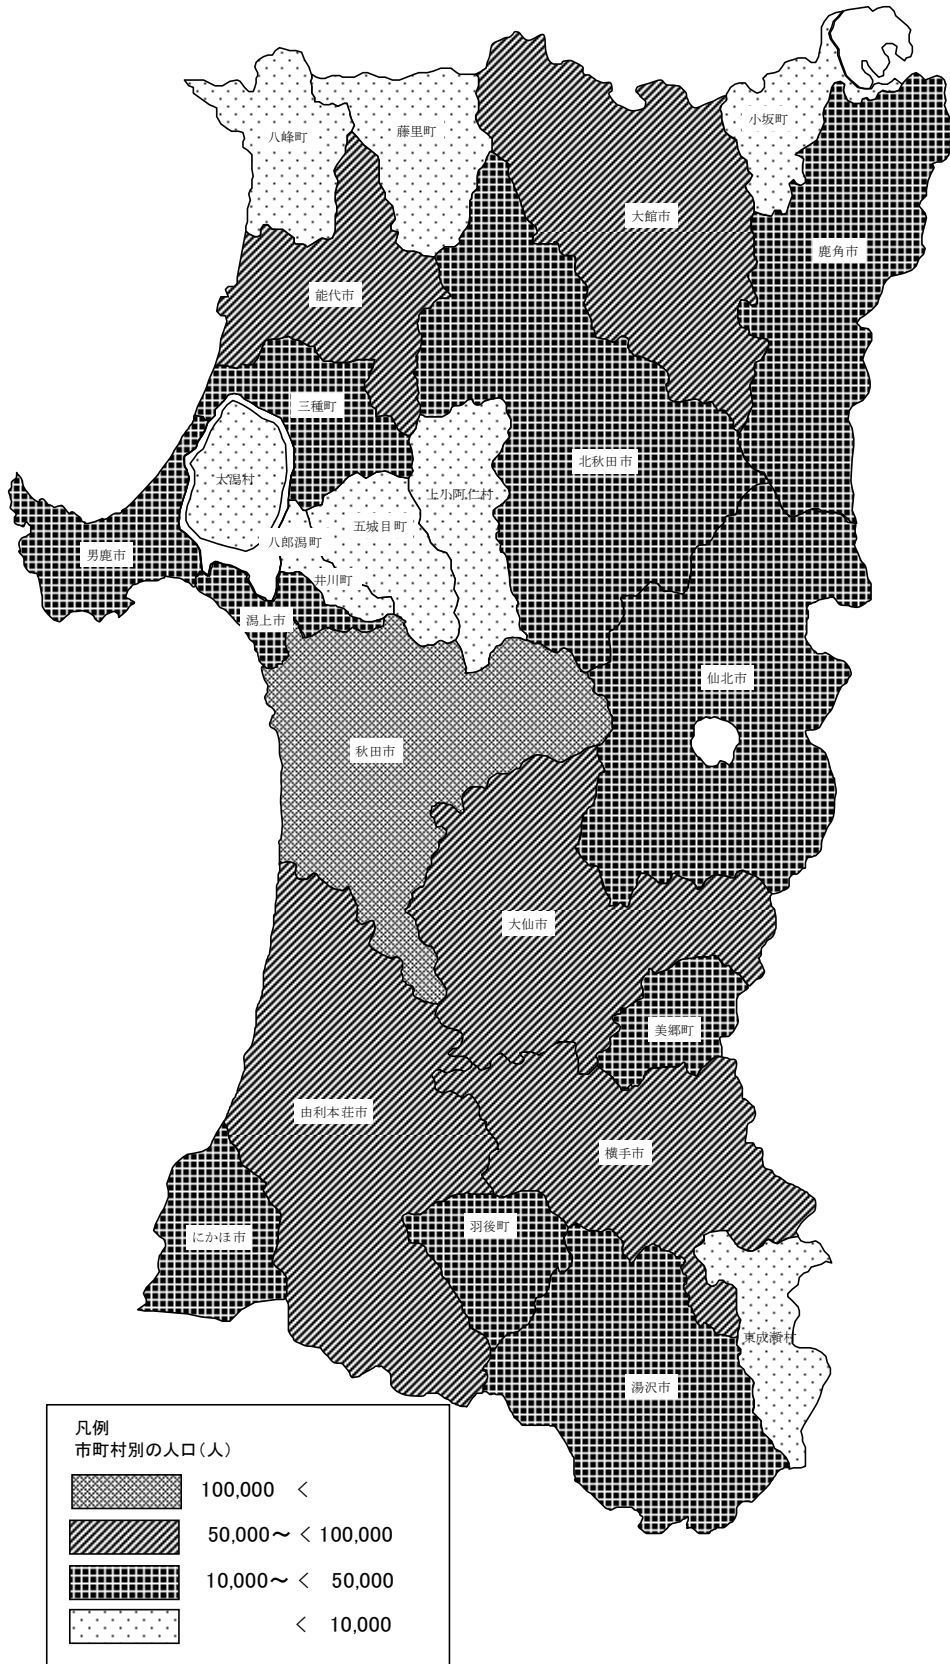 小坂町
藤里町
八峰町
大館市
鹿角市
能代市
三種町
北秋田市
大潟村
上小阿仁村
五城目町
八郎潟町
男鹿市
井川町
潟上市
仙北市
秋田市
大仙市
美郷町
由利本荘市
横手市
羽後町
にかほ市
東成瀬村
湯沢市
凡例
市町村別の人口(人)
100,000 <
50,000～ < 100,000
10,000～ < 50,000
< 10,000